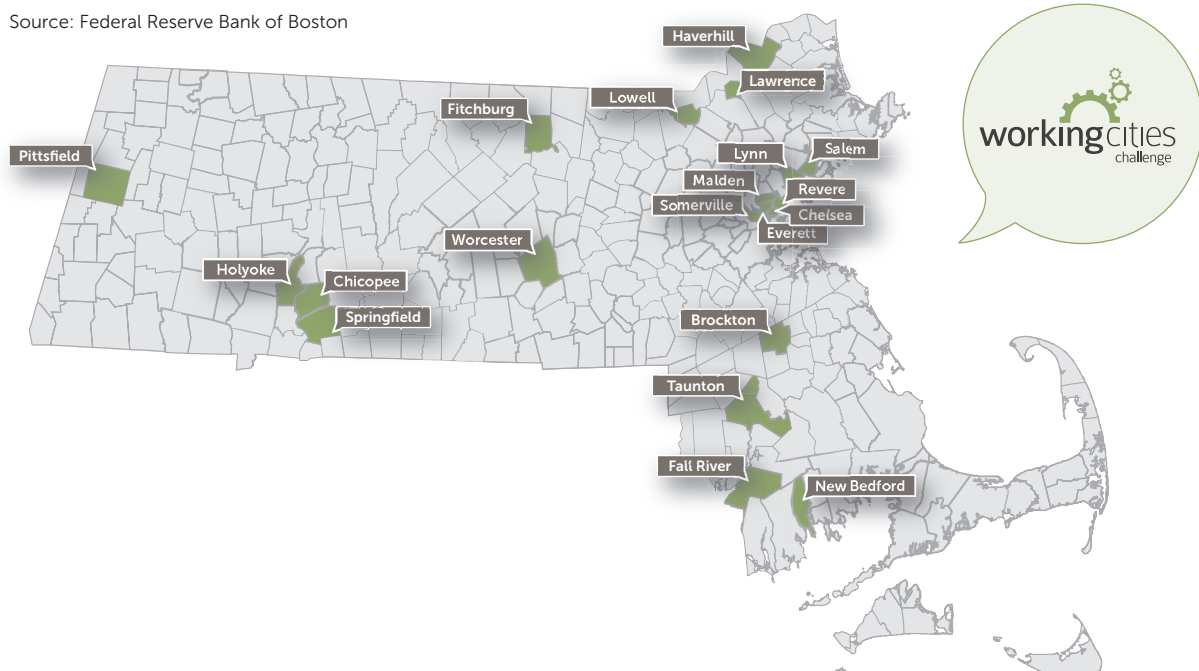 Source: Federal Reserve Bank of Boston
Haverhill
Lawrence
Lowell
Fitchburg
Pittsfield
Lynn
Salem
Malden
Revere
Somerville
Chelsea
Everett
Worcester
Holyoke
Chicopee
Springfield
Brockton
Taunton
Fall River
New Bedford
workingcities
challenge